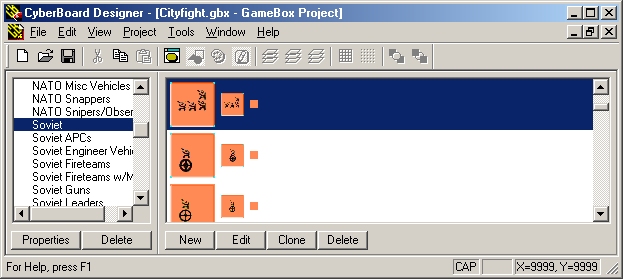 CyberBoard Designer - [Cityfight.gbx - GameBox Project]
File Edit View Project Tools Window Help
NATO Misc Vehicles
NATO Snappers
NATO Snipers/Obser
Soviet
Soviet APCs
Soviet Engineer Vehi
Soviet Fireteams
Soviet Fireteams w/M
Soviet Guns
Soviet Leaders
Properties Delete New Edit Clone Delete
For Help, press F1 CAP X=9999, Y=9999